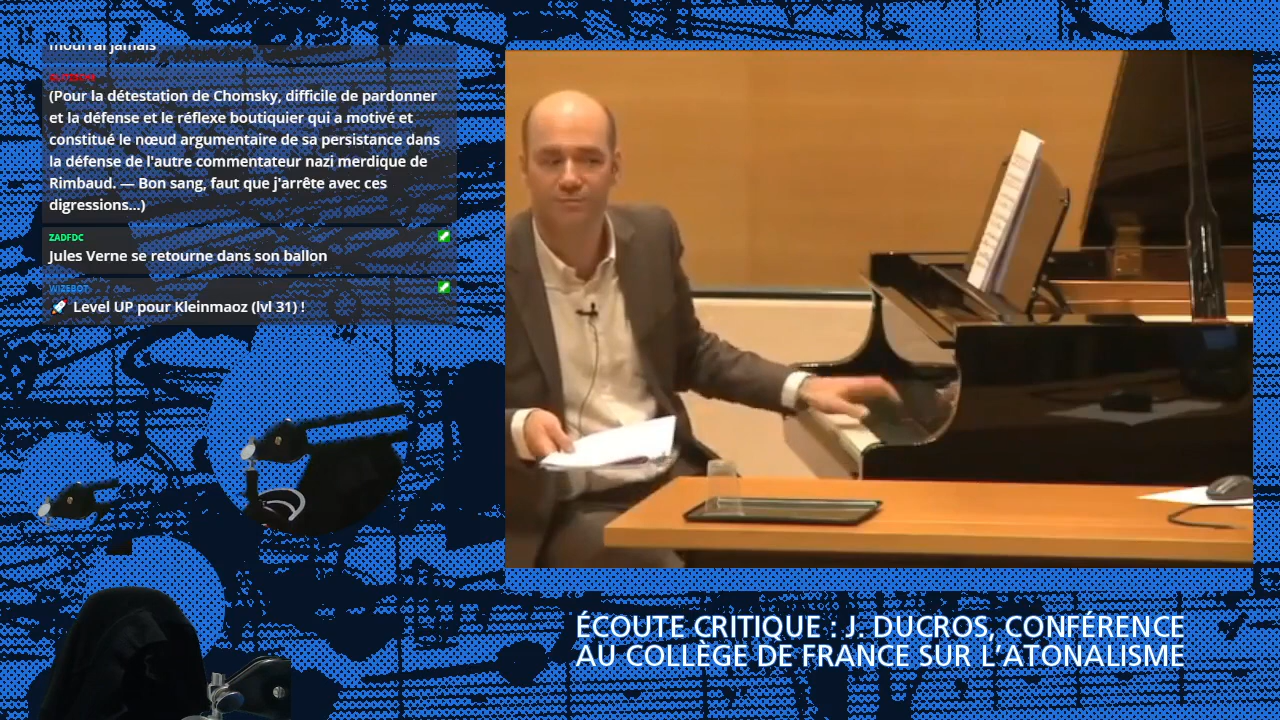 mourrai jamais
(Pour la détestation de Chomsky, difficile de pardonner
et la défense et le réflexe boutiquier qui a motivé et
constitué le nœud argumentaire de sa persistance dans
la défense de l'autre commentateur nazi merdique de
Rimbaud. — Bon sang, faut que j'arrête avec ces
digressions...)
ZADFDC
Jules Verne se retourne dans son ballon
WIZEBOT
🚀 Level UP pour Kleinmaoz (lvl 31) !
ÉCOUTE CRITIQUE : J. DUCROS, CONFÉRENCE
AU COLLÈGE DE FRANCE SUR L'ATONALISME